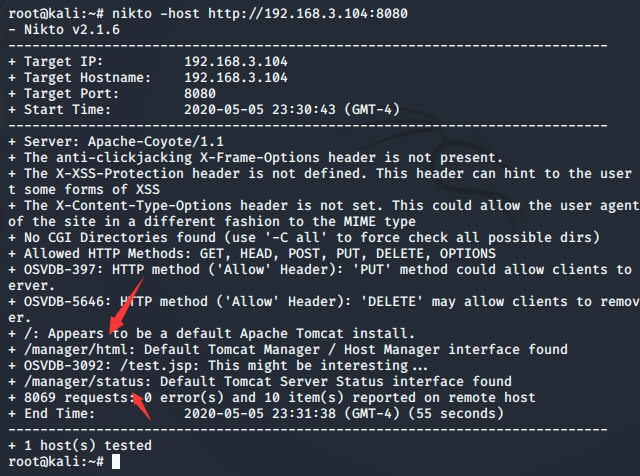 root@kali:~# nikto -host http://192.168.3.104:8080
- Nikto v2.1.6
---------------------------------------------------------------------------
+ Target IP:          192.168.3.104
+ Target Hostname:    192.168.3.104
+ Target Port:        8080
+ Start Time:         2020-05-05 23:30:43 (GMT-4)
---------------------------------------------------------------------------
+ Server: Apache-Coyote/1.1
+ The anti-clickjacking X-Frame-Options header is not present.
+ The X-XSS-Protection header is not defined. This header can hint to the user
t some forms of XSS
+ The X-Content-Type-Options header is not set. This could allow the user agent
of the site in a different fashion to the MIME type
+ No CGI Directories found (use '-C all' to force check all possible dirs)
+ Allowed HTTP Methods: GET, HEAD, POST, PUT, DELETE, OPTIONS
+ OSVDB-397: HTTP method ('Allow' Header): 'PUT' method could allow clients to
erver.
+ OSVDB-5646: HTTP method ('Allow' Header): 'DELETE' may allow clients to remov
er.
+ /: Appears to be a default Apache Tomcat install.
+ /manager/html: Default Tomcat Manager / Host Manager interface found
+ OSVDB-3092: /test.jsp: This might be interesting...
+ /manager/status: Default Tomcat Server Status interface found
+ 8069 requests: 0 error(s) and 10 item(s) reported on remote host
+ End Time:           2020-05-05 23:31:38 (GMT-4) (55 seconds)
---------------------------------------------------------------------------
+ 1 host(s) tested
root@kali:~#